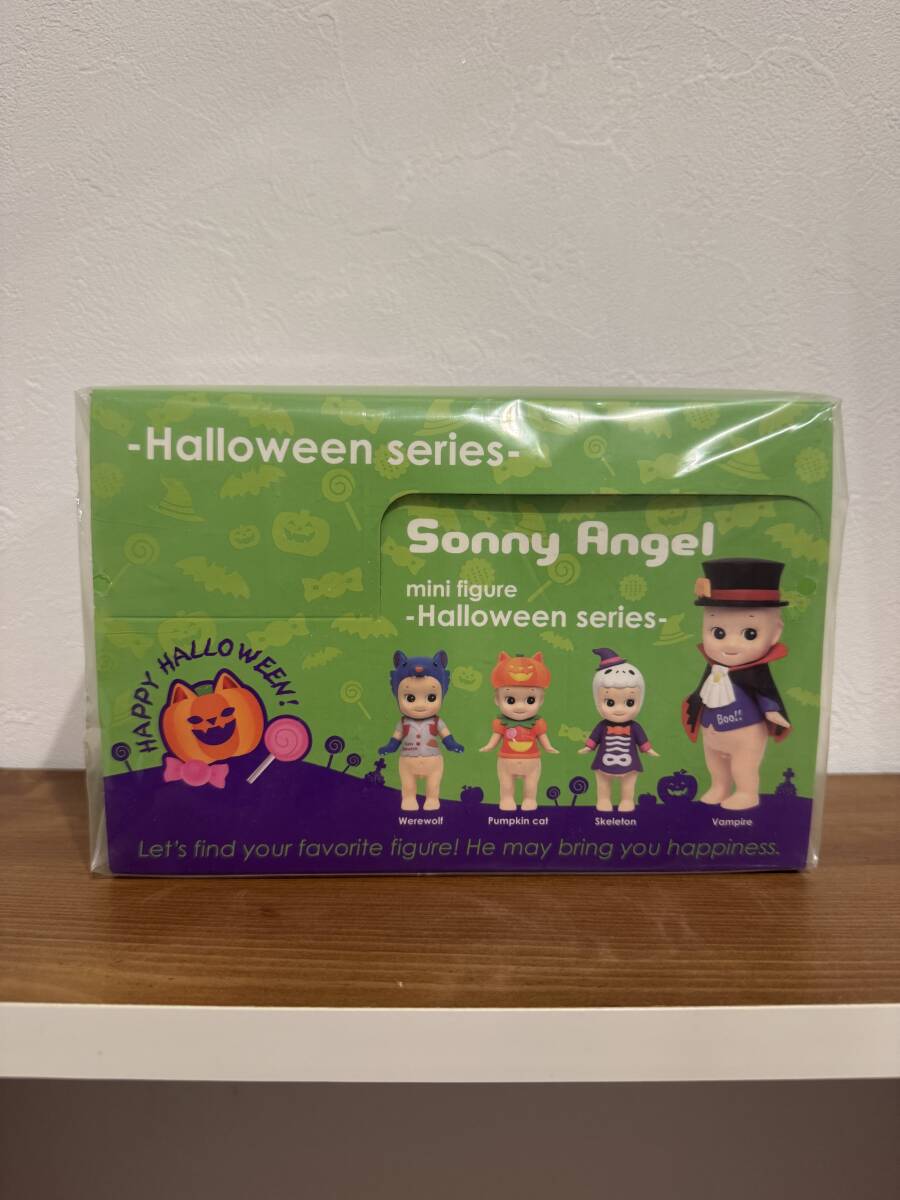 -Halloween series-
Sonny Angel
mini figure
-Halloween series-
HAPPY HALLOWEEN!
Boo!!
Werewolf
Pumpkin cat
Skeleton
Vampire
Let's find your favorite figure! He may bring you happiness.